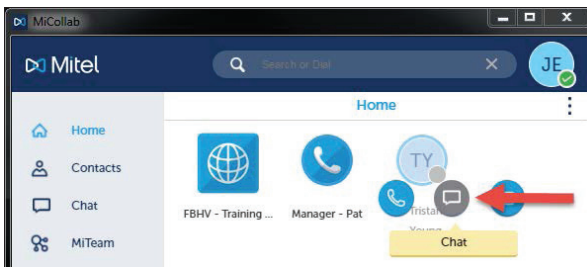 MiCollab
Mitel
Search or Dial
JE
Home
Home
Contacts
Chat
MiTeam
TY
FBHV - Training ...
Manager - Pat
Tristan
Young
Chat